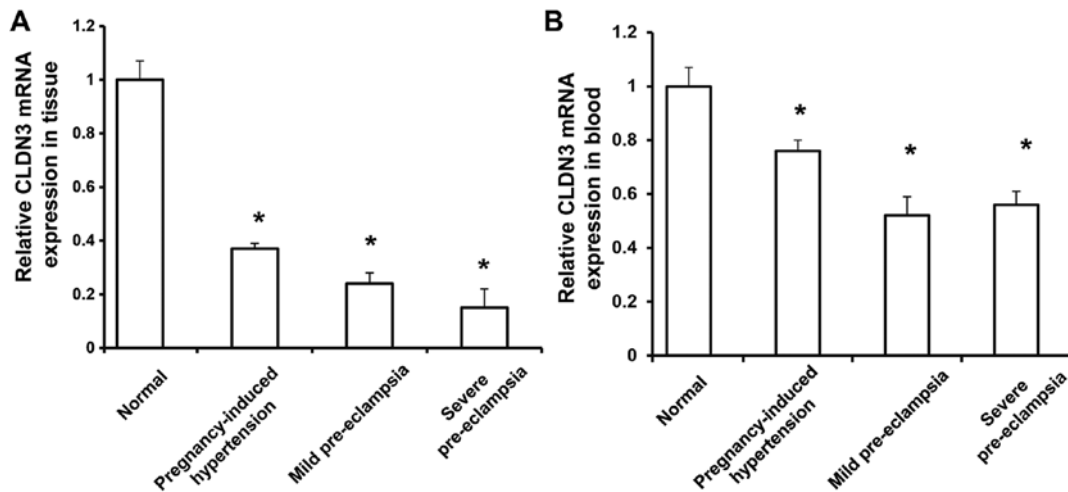 A
Relative CLDN3 mRNA
expression in tissue
1.2
1
0.8
0.6
0.4
0.2
0
*
*
*
Normal
Pregnancy-induced
hypertension
Mild pre-eclampsia
Severe
pre-eclampsia
B
Relative CLDN3 mRNA
expression in blood
1.2
1
0.8
0.6
0.4
0.2
0
*
*
*
Normal
Pregnancy-induced
hypertension
Mild pre-eclampsia
Severe
pre-eclampsia